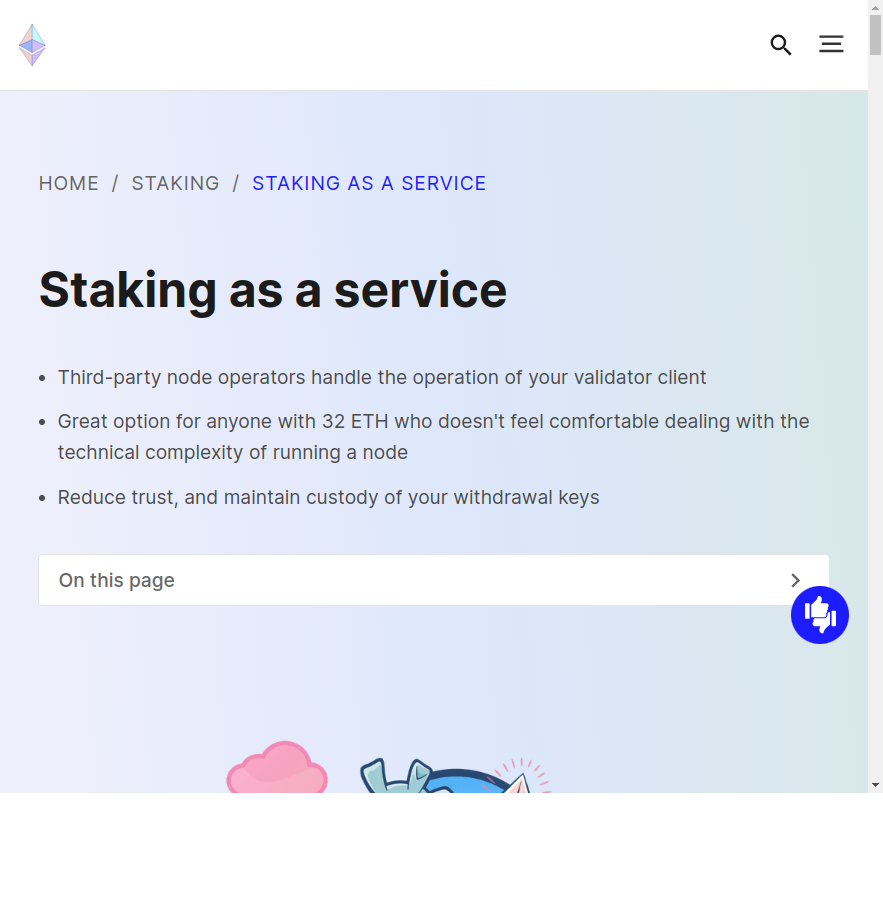 HOME / STAKING / STAKING AS A SERVICE
Staking as a service
• Third-party node operators handle the operation of your validator client
• Great option for anyone with 32 ETH who doesn't feel comfortable dealing with the
technical complexity of running a node
• Reduce trust, and maintain custody of your withdrawal keys
On this page